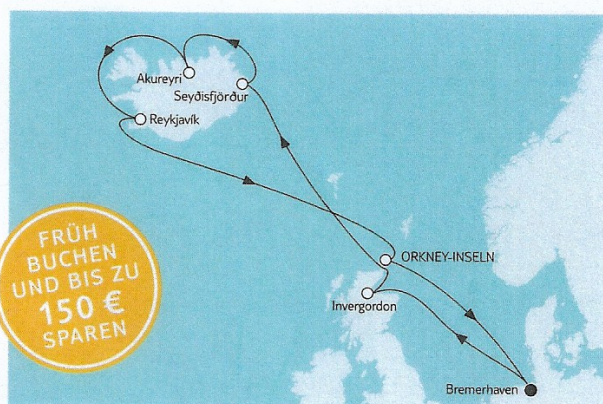 Akureyri
Seyðisfjörður
Reykjavík
FRÜH
BUCHEN
UND BIS ZU
150 €
SPAREN
ORKNEY-INSELN
Invergordon
Bremerhaven